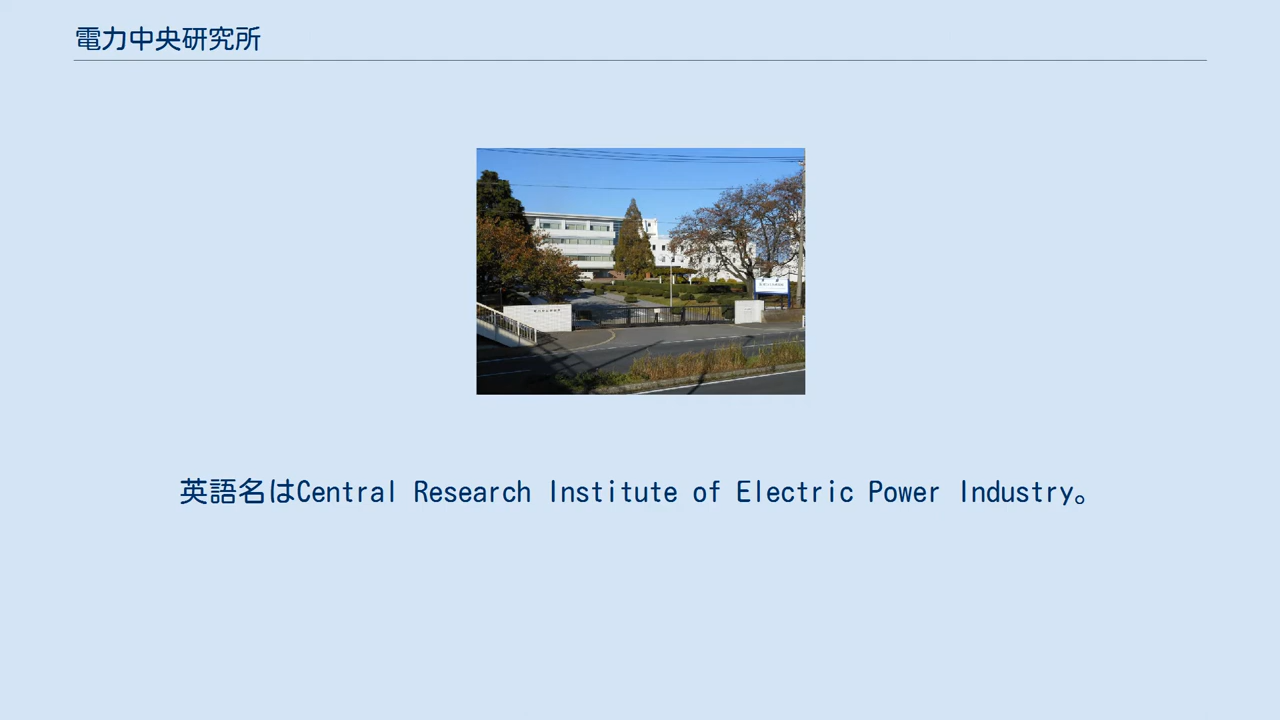 電力中央研究所
英語名はCentral Research Institute of Electric Power Industry。